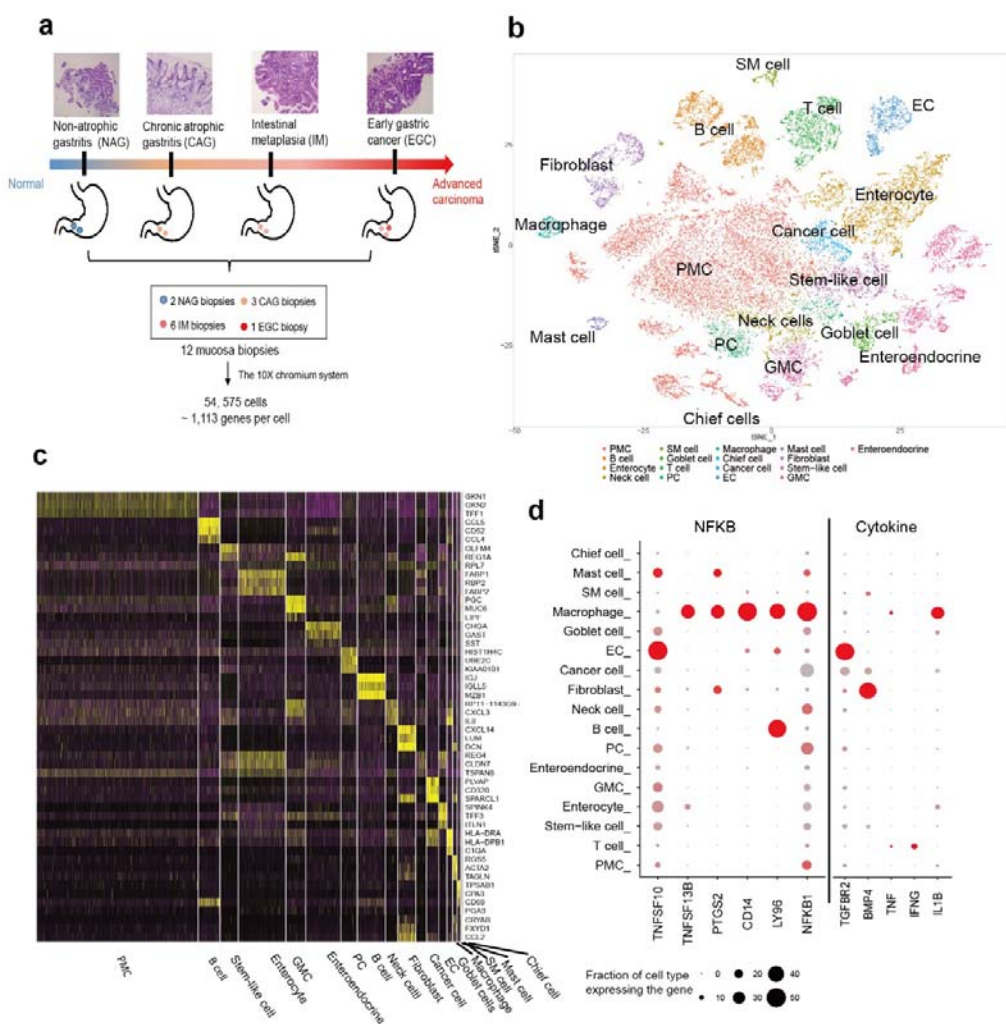 a
Non-atrophic
gastritis (NAG)
Chronic atrophic
gastritis (CAG)
Intestinal
metaplasia (IM)
Early gastric
cancer (EGC)
Normal
Advanced
carcinoma
2 NAG biopsies
3 CAG biopsies
6 IM biopsies
1 EGC biopsy
12 mucosa biopsies
The 10X chromium system
54, 575 cells
~ 1,113 genes per cell
b
SM cell
T cell
EC
B cell
Fibroblast
Enterocyte
Macrophage
Cancer cell
PMC
Stem-like cell
Neck cells
Mast cell
PC
Goblet cell
GMC
Enteroendocrine
Chief cells
tSNE_2
25
0
-25
-50
-25
0
25
tSNE_1
PMC
SM cell
Macrophage
Mast cell
Enteroendocrine
B cell
Goblet cell
Chief cell
Fibroblast
Enterocyte
T cell
Cancer cell
Stem-like cell
Neck cell
PC
EC
GMC
c
GKN1
GKN2
TFF1
CCL5
CD52
CCL4
OLFM4
REG1A
RPL7
FABP1
RBP2
FABP2
PGC
MUC6
LIPF
CHGA
GAST
SST
HIST1H4C
UBE2C
KIAA0101
IGJ
IGLL5
MZB1
CXCL3
IL8
CXCL14
LUM
DCN
REG4
CLDN7
TSPAN8
PLVAP
CD320
SPARCL1
SPINK4
TFF3
ITLN1
HLA-DRA
HLA-DPB1
C1QA
RGS5
ACTA2
TAGLN
TPSAB1
CPA3
CD69
PGA3
CRYAB
FXYD1
CCL2
PMC
B cell
Stem-like cell
Enterocyte
GMC
Enteroendocrine
PC
B cell
Neck cell
Fibroblast
Cancer cell
EC
Goblet cells
Macrophage
SM cell
Mast cell
Chief cell
d
NFKB
Cytokine
Chief cell_
Mast cell_
SM cell_
Macrophage_
Goblet cell_
EC_
Cancer cell_
Fibroblast_
Neck cell_
B cell_
PC_
Enteroendocrine_
GMC_
Enterocyte_
Stem-like cell_
T cell_
PMC_
TNFSF10
TNFSF13B
PTGS2
CD14
LY96
NFKB1
TGFBR2
BMP4
TNF
IFNG
IL1B
Fraction of cell type
expressing the gene
0
20
40
10
30
50